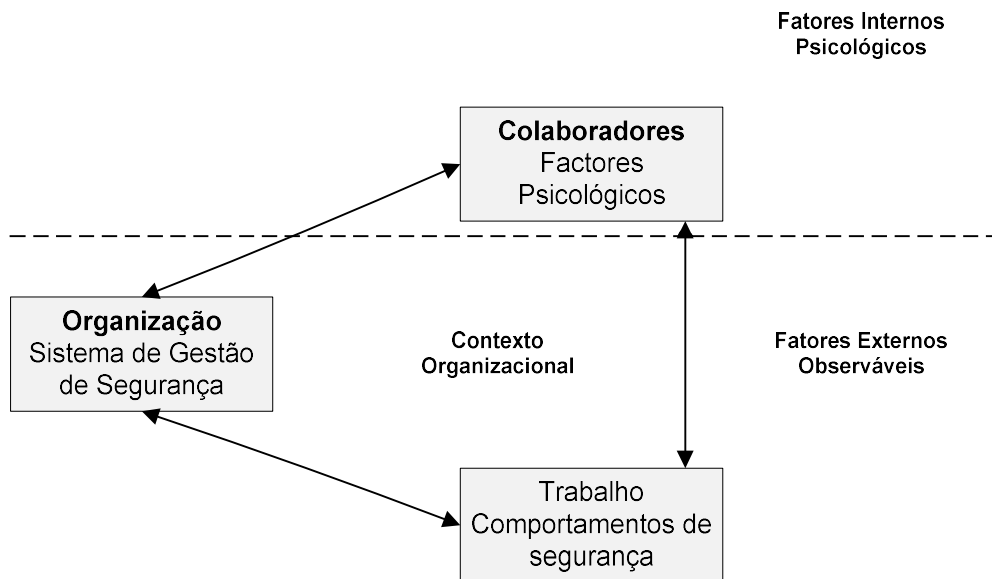 Fatores Internos
Psicológicos
Colaboradores
Factores
Psicológicos
Organização
Sistema de Gestão
de Segurança
Contexto
Organizacional
Fatores Externos
Observáveis
Trabalho
Comportamentos de
segurança